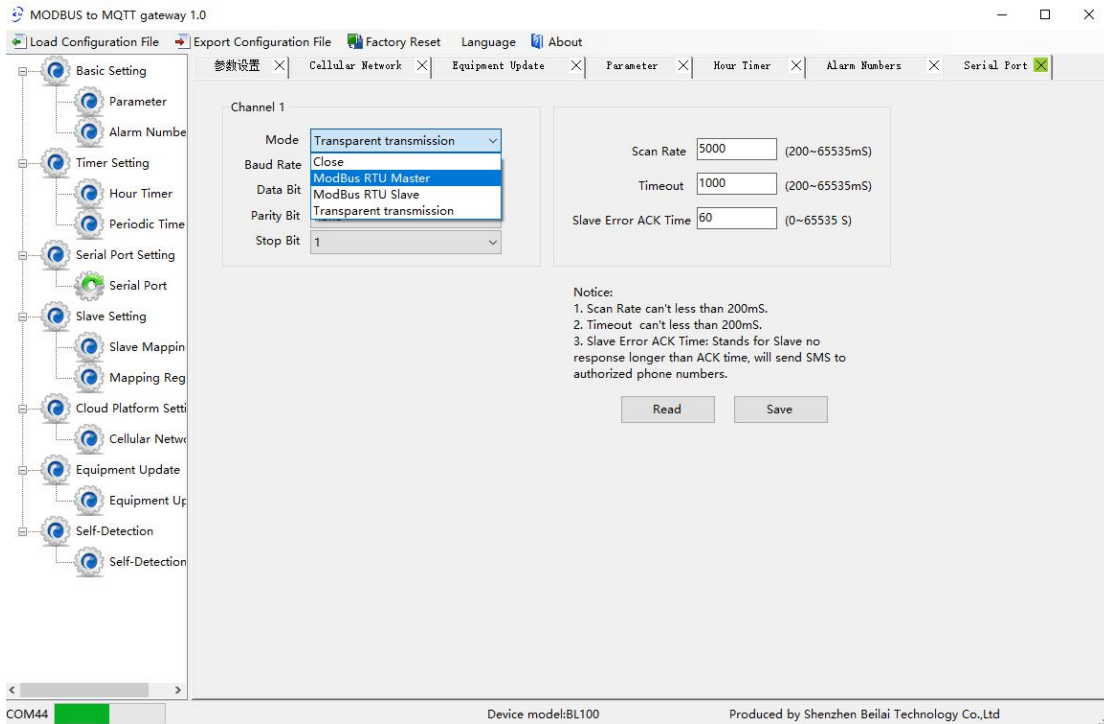 MODBUS to MQTT gateway 1.0
Load Configuration File Export Configuration File Factory Reset Language About
参数设置 Cellular Network Equipment Update Parameter Hour Timer Alarm Numbers Serial Port
Basic Setting
Parameter
Alarm Numbe
Timer Setting
Hour Timer
Periodic Time
Serial Port Setting
Serial Port
Slave Setting
Slave Mappin
Mapping Reg
Cloud Platform Setti
Cellular Netwo
Equipment Update
Equipment Up
Self-Detection
Self-Detection
Channel 1
Mode Transparent transmission
Close
Baud Rate
ModBus RTU Master
Data Bit
ModBus RTU Slave
Transparent transmission
Parity Bit
Stop Bit 1
Scan Rate 5000 (200~65535mS)
Timeout 1000 (200~65535mS)
Slave Error ACK Time 60 (0~65535 S)
Notice:
1. Scan Rate can't less than 200mS.
2. Timeout can't less than 200mS.
3. Slave Error ACK Time: Stands for Slave no
response longer than ACK time, will send SMS to
authorized phone numbers.
Read Save
COM44 Device model:BL100 Produced by Shenzhen Beilai Technology Co.,Ltd